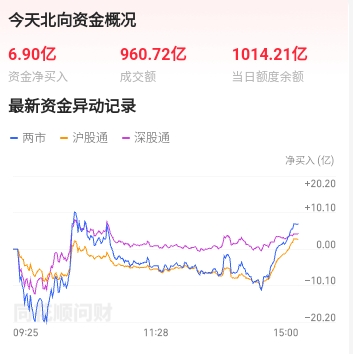 今天北向资金概况
6.90亿 960.72亿 1014.21亿
资金净买入 成交额 当日额度余额
最新资金异动记录
两市 沪股通 深股通
净买入 (亿)
+20.20
+10.10
0.00
-10.10
-20.20
同花顺问财
09:25 11:28 15:00